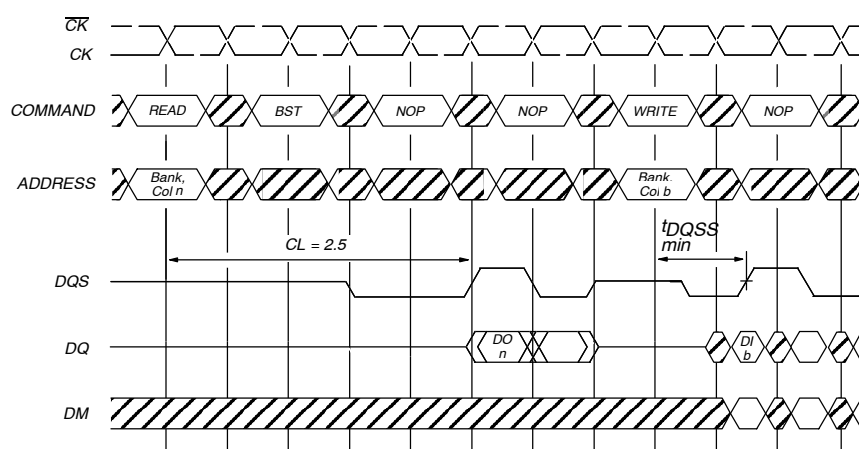 CK
CK
COMMAND
READ
BST
NOP
NOP
WRITE
NOP
ADDRESS
Bank,
Col n
Bank,
Col b
CL = 2.5
tDQSS
min
DQS
DQ
DO
n
DI
b
DM